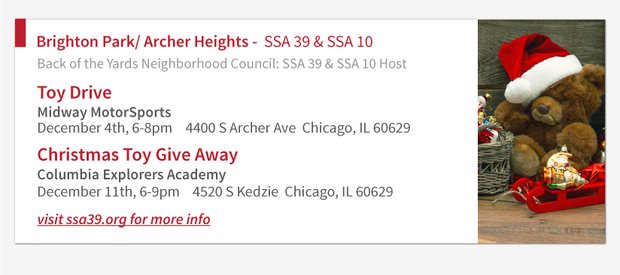 Brighton Park/ Archer Heights - SSA 39 & SSA 10
Back of the Yards Neighborhood Council: SSA 39 & SSA 10 Host
Toy Drive
Midway MotorSports
December 4th, 6-8pm 4400 S Archer Ave Chicago, IL 60629
Christmas Toy Give Away
Columbia Explorers Academy
December 11th, 6-9pm 4520 S Kedzie Chicago, IL 60629
visit ssa39.org for more info